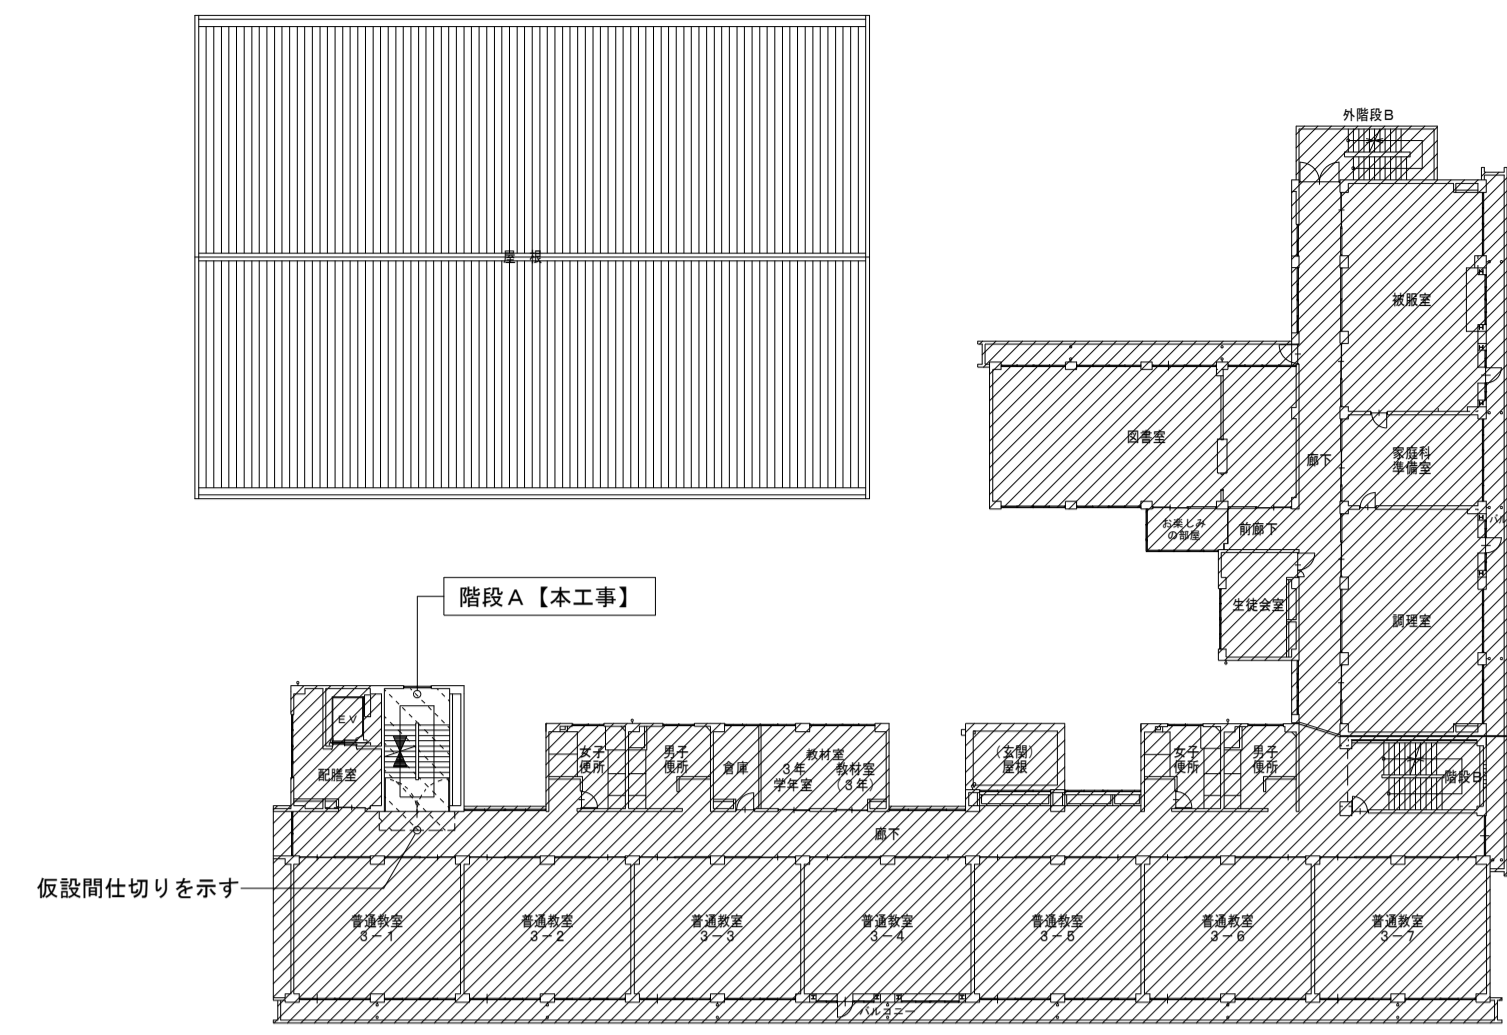 外階段B
屋 根
被服室
図書室
廊下
家庭科
準備室
お楽しみ
の部屋
前廊下
階段A【本工事】
生徒会室
調理室
EV
配膳室
女子
便所
男子
便所
倉庫
教材室
3年
学年室
教材室
(3年)
(玄関)
屋根
女子
便所
男子
便所
階段B
廊下
仮設間仕切りを示す
普通教室
3-1
普通教室
3-2
普通教室
3-3
普通教室
3-4
普通教室
3-5
普通教室
3-6
普通教室
3-7
バルコニー